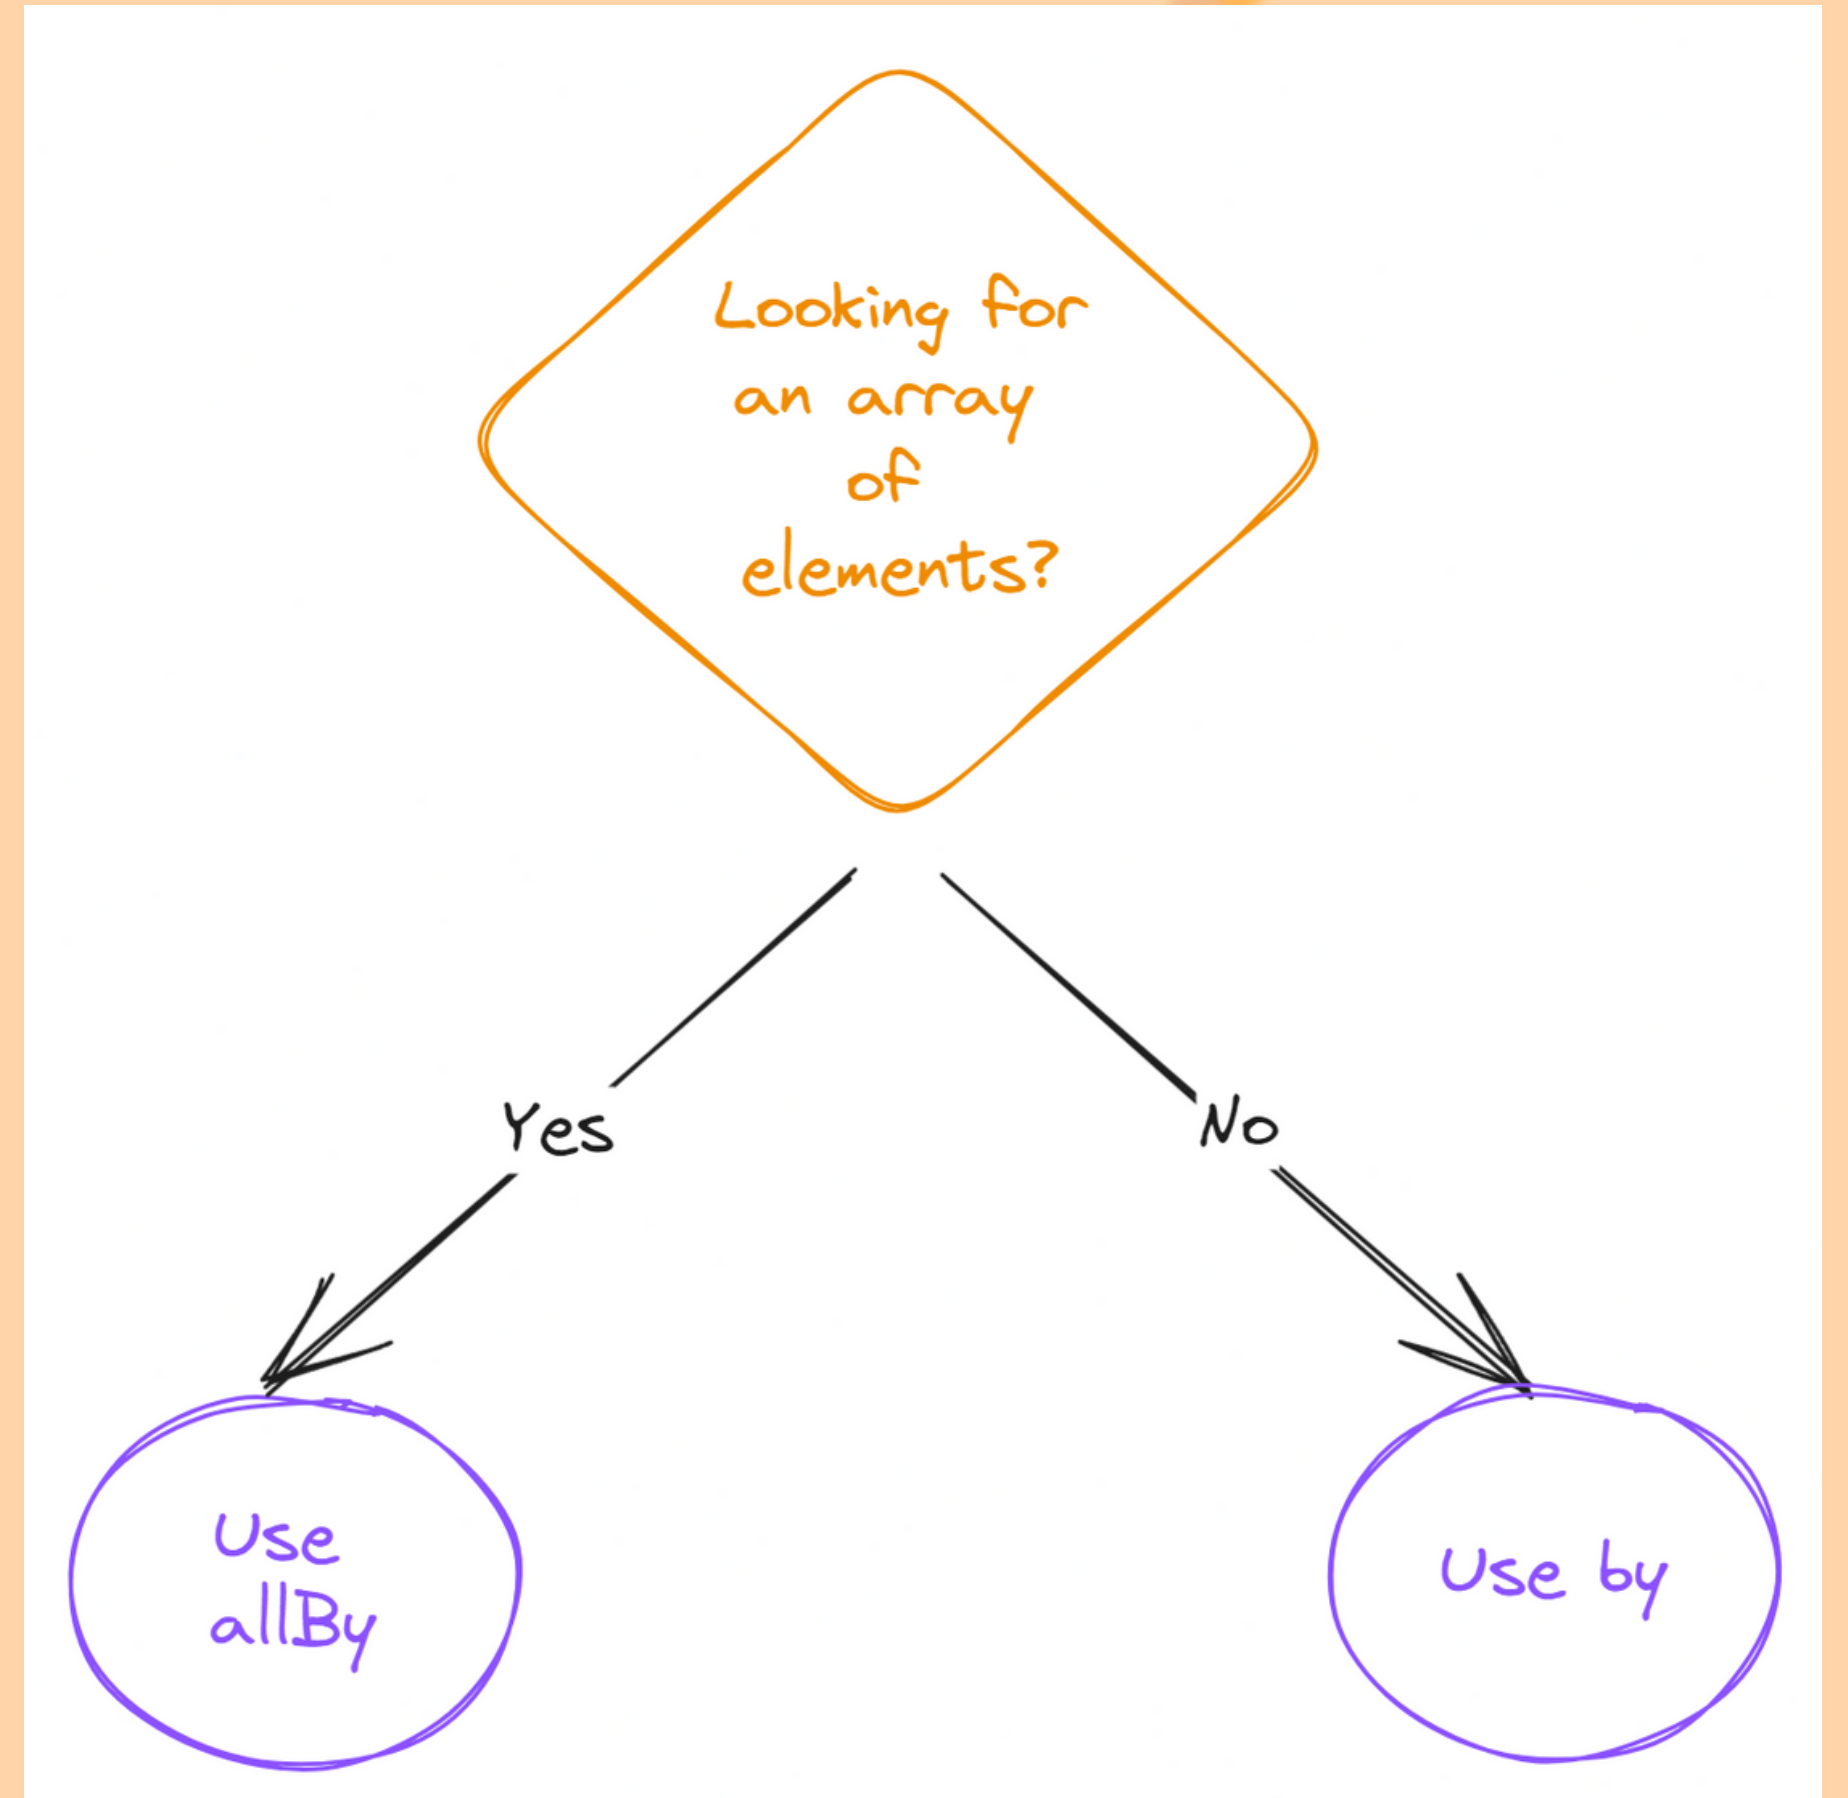 Looking for
an array
of
elements?
Yes
No
Use
allBy
Use by